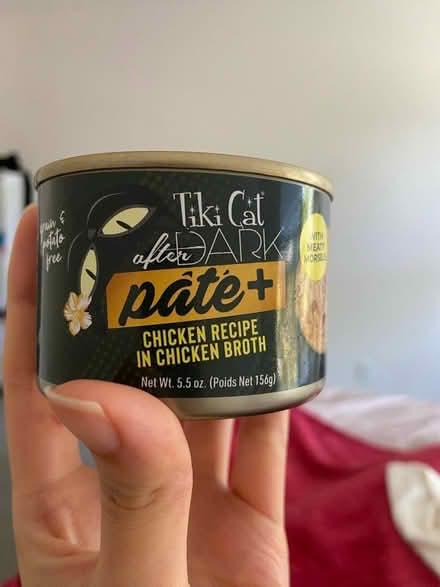 grain &
potato
free
Tiki Cat®
after DARK
pâté+
CHICKEN RECIPE
IN CHICKEN BROTH
Net Wt. 5.5 oz. (Poids Net 156g)
WITH
MEATY
MORSELS